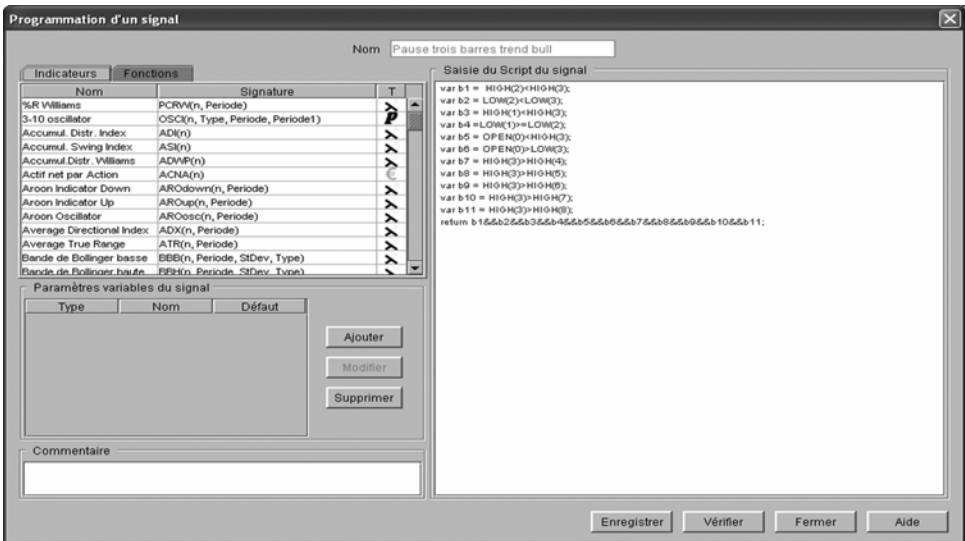 Programmation d'un signal
Nom Pause trois barres trend bull
Indicateurs Fonctions
Nom Signature T
%R Williams PCRW(n, Periode)
3-10 oscillator OSCI(n, Type, Periode, Periode1)
Accumul. Distr. Index ADI(n)
Accumul. Swing Index ASI(n)
Accumul.Distr. Williams ADWP(n)
Actif net par Action ACNA(n) €
Aroon Indicator Down AROdown(n, Periode)
Aroon Indicator Up AROup(n, Periode)
Aroon Oscillator AROosc(n, Periode)
Average Directional Index ADX(n, Periode)
Average True Range ATR(n, Periode)
Bande de Bollinger basse BBB(n, Periode, StDev, Type)
Bande de Bollinger haute BBH(n, Periode, StDev, Type)
Paramètres variables du signal
Type Nom Défaut
Ajouter
Modifier
Supprimer
Commentaire
Saisie du Script du signal
var b1 = HIGH(2)<HIGH(3);
var b2 = LOW(2)<LOW(3);
var b3 = HIGH(1)<HIGH(3);
var b4 =LOW(1)>=LOW(2);
var b5 = OPEN(0)<HIGH(3);
var b6 = OPEN(0)>LOW(3);
var b7 = HIGH(3)>HIGH(4);
var b8 = HIGH(3)>HIGH(5);
var b9 = HIGH(3)>HIGH(6);
var b10 = HIGH(3)>HIGH(7);
var b11 = HIGH(3)>HIGH(8);
return b1&&b2&&b3&&b4&&b5&&b6&&b7&&b8&&b9&&b10&&b11;
Enregistrer Vérifier Fermer Aide